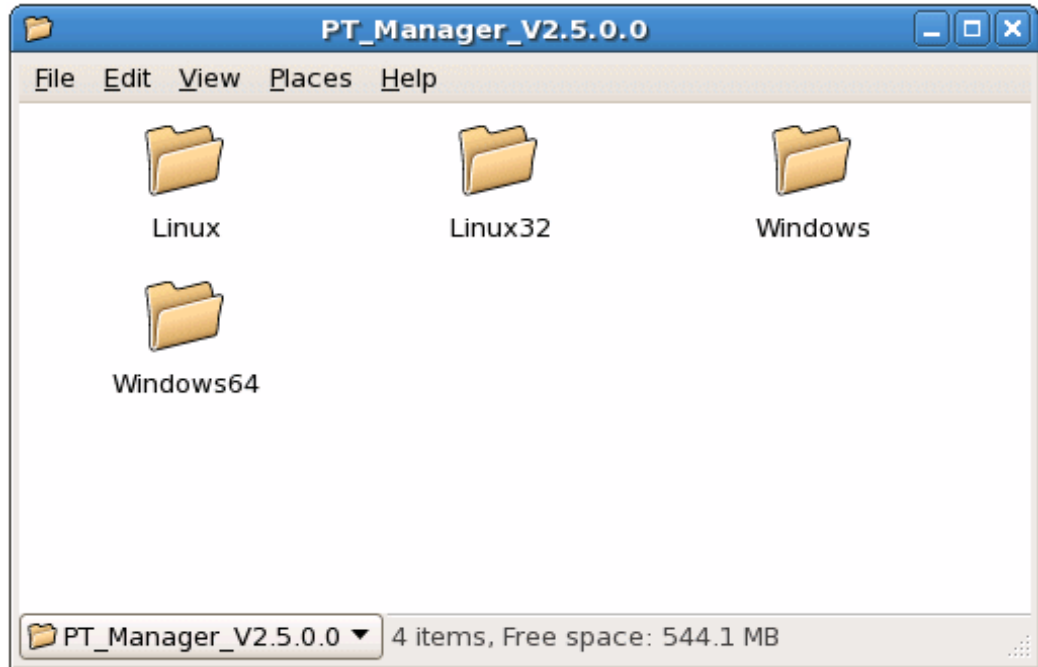 PT_Manager_V2.5.0.0
File Edit View Places Help
Linux Linux32 Windows
Windows64
PT_Manager_V2.5.0.0 4 items, Free space: 544.1 MB